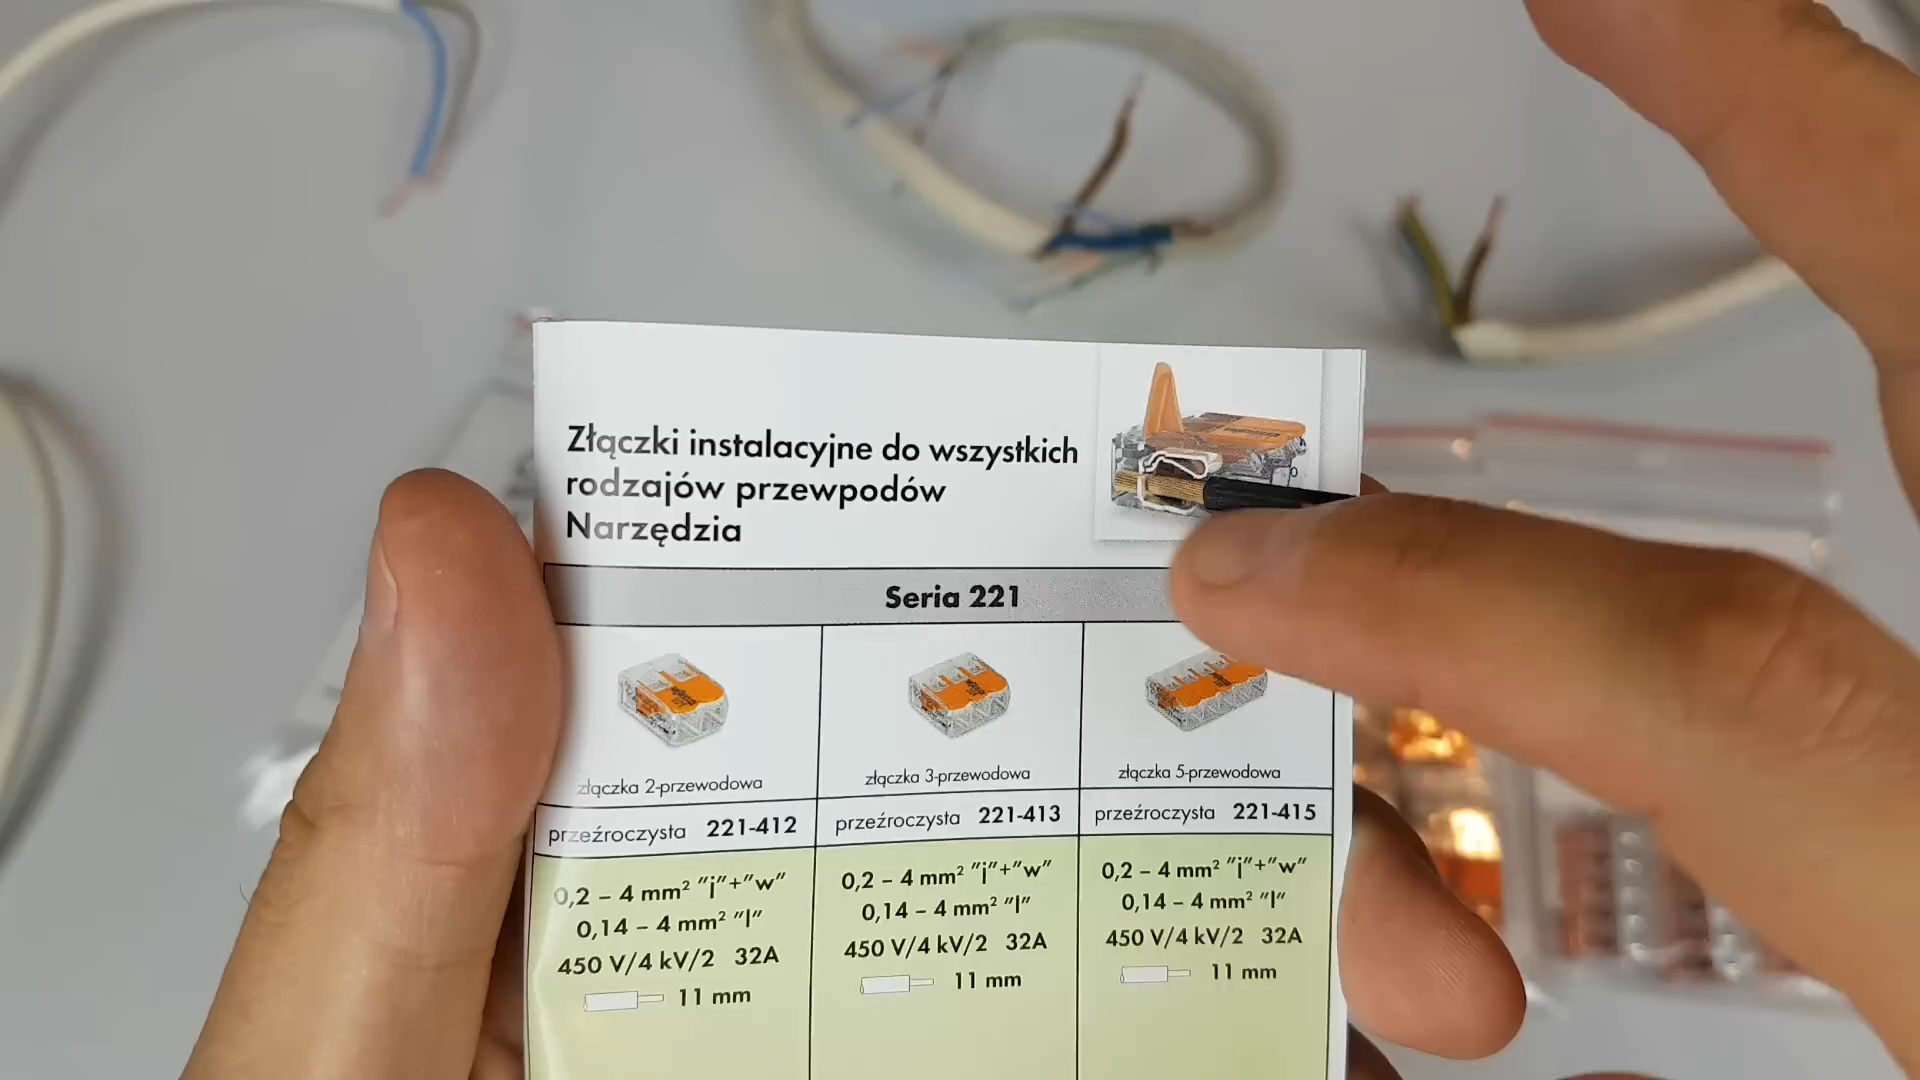 Złączki instalacyjne do wszystkich
rodzajów przewpodów
Narzędzia
Seria 221
złączka 2-przewodowa
złączka 3-przewodowa
złączka 5-przewodowa
przeźroczysta 221-412
przeźroczysta 221-413
przeźroczysta 221-415
0,2 – 4 mm² "j"+"w"
0,14 – 4 mm² "l"
450 V/4 kV/2 32A
11 mm
0,2 – 4 mm² "j"+"w"
0,14 – 4 mm² "l"
450 V/4 kV/2 32A
11 mm
0,2 – 4 mm² "j"+"w"
0,14 – 4 mm² "l"
450 V/4 kV/2 32A
11 mm